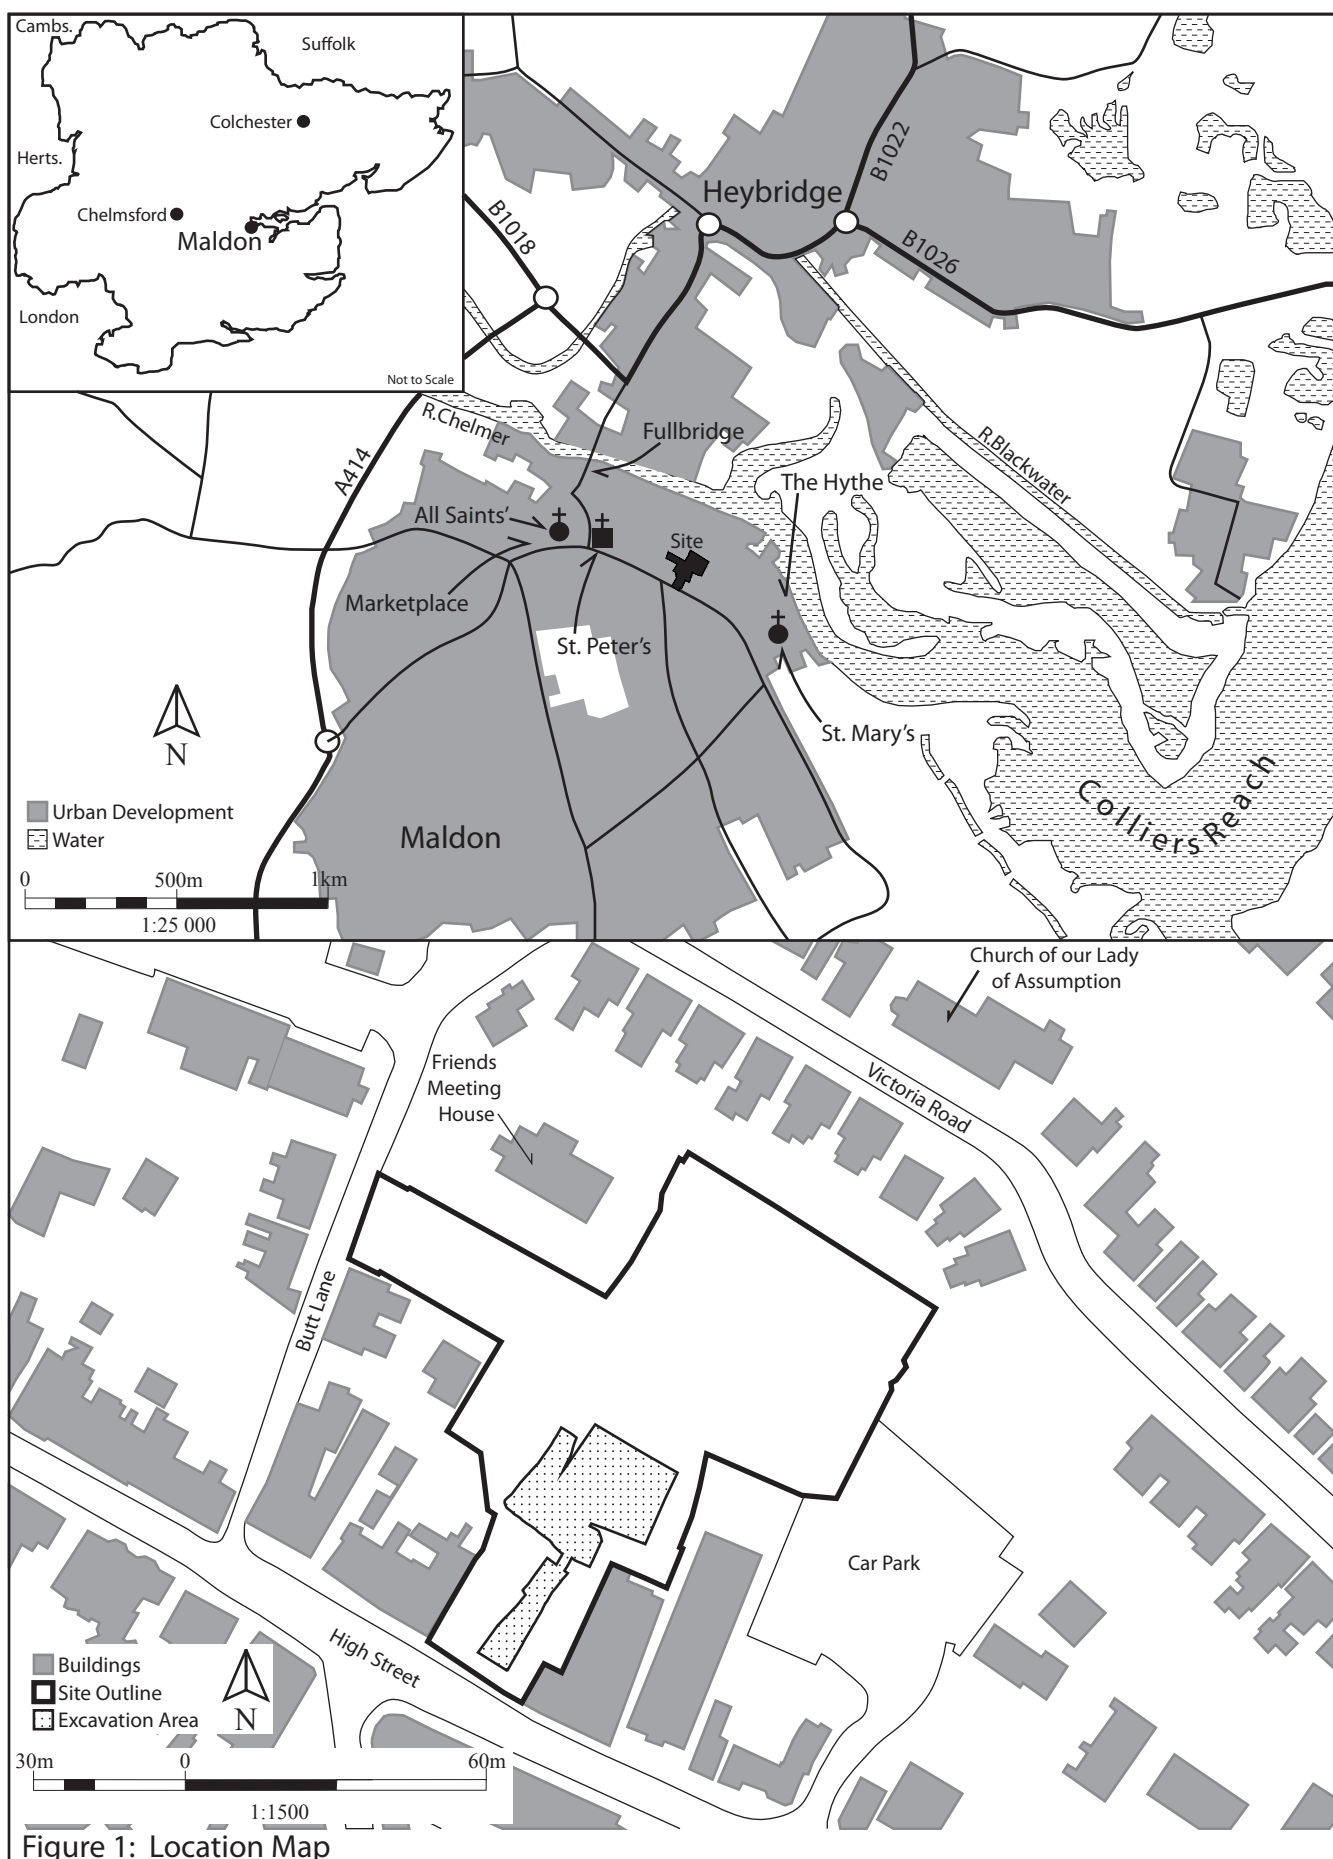 Cambs.
Suffolk
Colchester
Herts.
Chelmsford
Maldon
London
Not to Scale
B1022
Heybridge
B1018
B1026
R.Chelmer
Fullbridge
A414
R.Blackwater
The Hythe
All Saints'
Site
Marketplace
St. Peter's
St. Mary's
N
Colliers Reach
Urban Development
Water
Maldon
0 500m 1km
1:25 000
Church of our Lady
of Assumption
Friends
Meeting
House
Victoria Road
Butt Lane
Car Park
High Street
Buildings
Site Outline
Excavation Area
N
30m 0 60m
1:1500
Figure 1: Location Map